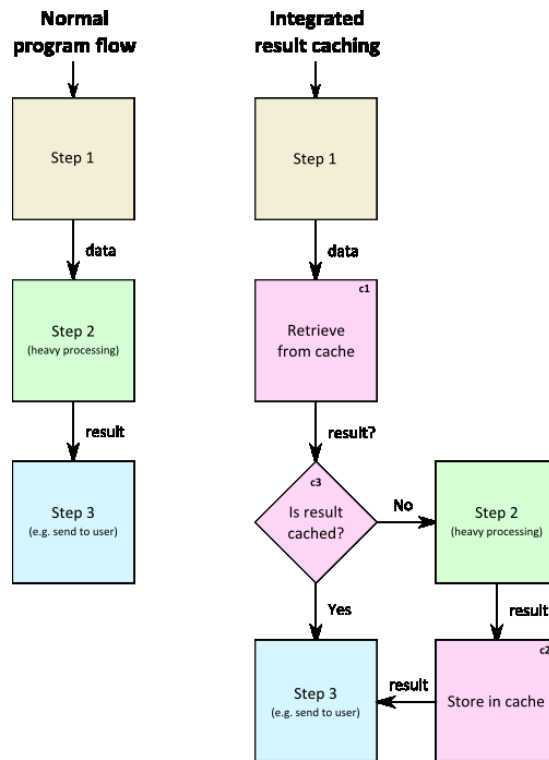 Normal
program flow
Step 1
data
Step 2
(heavy processing)
result
Step 3
(e.g. send to user)
Integrated
result caching
Step 1
data
c1
Retrieve
from cache
result?
c3
Is result
cached?
No
Step 2
(heavy processing)
result
Yes
c2
Store in cache
result
Step 3
(e.g. send to user)